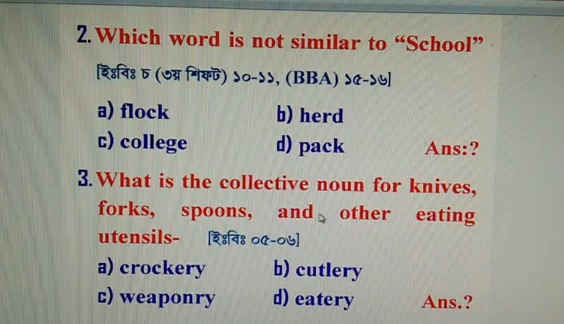 2. Which word is not similar to “School”
[ইঃবিঃ চ (৩য় শিফট) ১০-১১, (BBA) ১৫-১৬]
a) flock b) herd
c) college d) pack Ans:?
3. What is the collective noun for knives,
forks, spoons, and other eating
utensils- [ইঃবিঃ ০৫-০৬]
a) crockery b) cutlery
c) weaponry d) eatery Ans.?